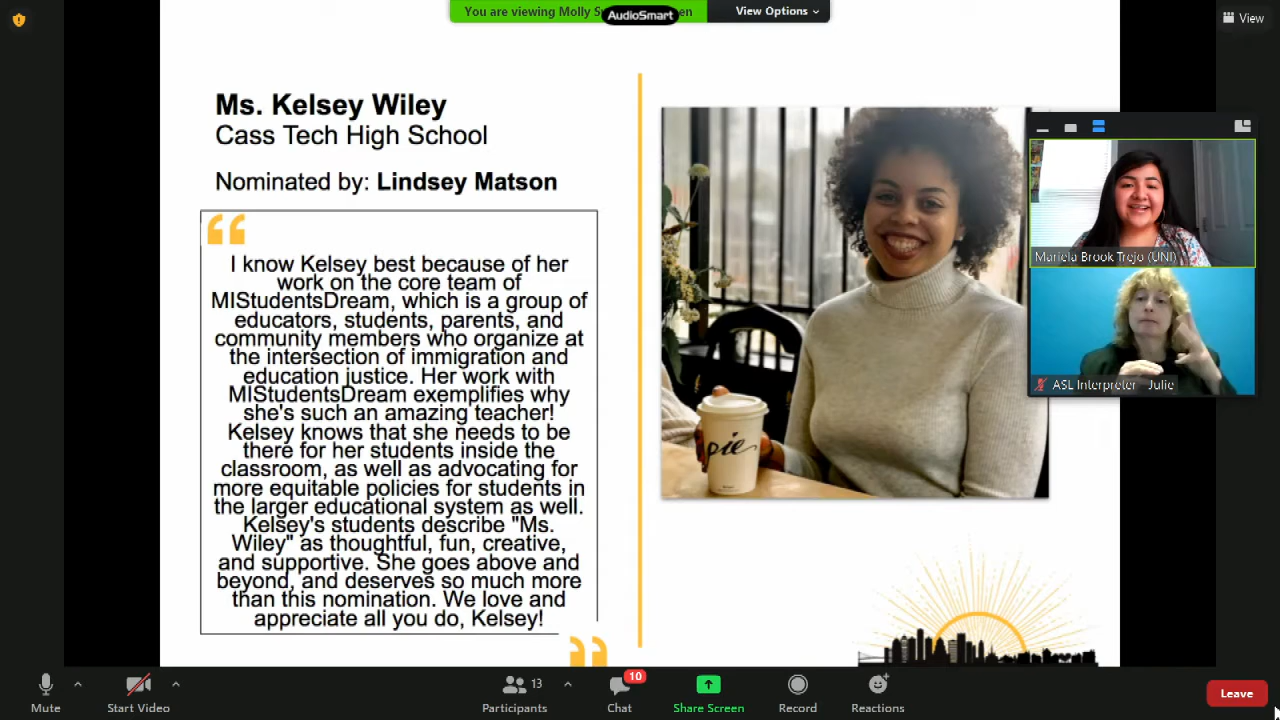 You are viewing Molly S
en
AudioSmart
View Options
View
Ms. Kelsey Wiley
Cass Tech High School
Nominated by: Lindsey Matson
“
I know Kelsey best because of her
work on the core team of
MIStudentsDream, which is a group of
educators, students, parents, and
community members who organize at
the intersection of immigration and
education justice. Her work with
MIStudentsDream exemplifies why
she's such an amazing teacher!
Kelsey knows that she needs to be
there for her students inside the
classroom, as well as advocating for
more equitable policies for students in
the larger educational system as well.
Kelsey's students describe "Ms.
Wiley" as thoughtful, fun, creative,
and supportive. She goes above and
beyond, and deserves so much more
than this nomination. We love and
appreciate all you do, Kelsey!
”
pie
Mariela Brook Trejo (UNI)
ASL Interpreter - Julie
Mute
Start Video
13
Participants
10
Chat
Share Screen
Record
Reactions
Leave